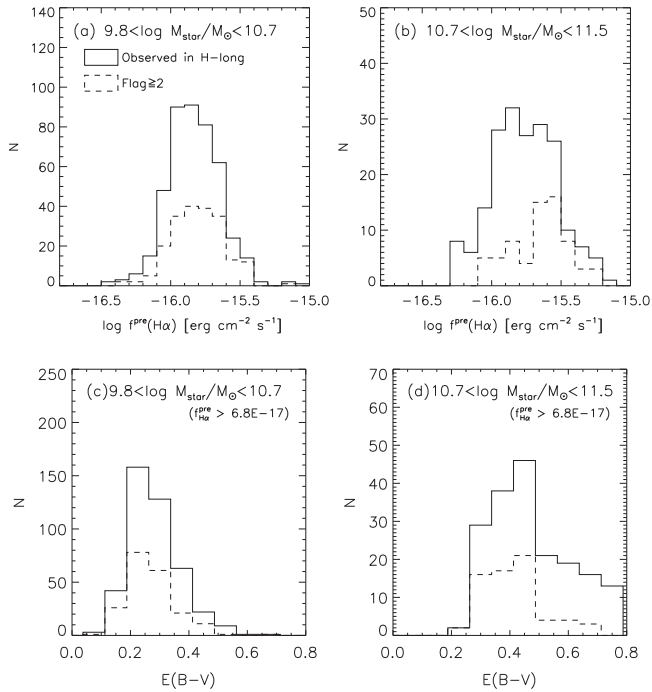 (a) 9.8<log M_star/M_⊙<10.7
Observed in H-long
Flag≧2
140
120
100
80
60
40
20
0
N
−16.5
−16.0
−15.5
−15.0
log f^pre(Hα) [erg cm^−2 s^−1]
(b) 10.7<log M_star/M_⊙<11.5
50
40
30
20
10
0
N
−16.5
−16.0
−15.5
−15.0
log f^pre(Hα) [erg cm^−2 s^−1]
(c)9.8<log M_star/M_⊙<10.7
(f^pre_Hα > 6.8E−17)
250
200
150
100
50
0
N
0.0
0.2
0.4
0.6
0.8
E(B−V)
(d)10.7<log M_star/M_⊙<11.5
(f^pre_Hα > 6.8E−17)
70
60
50
40
30
20
10
0
N
0.0
0.2
0.4
0.6
0.8
E(B−V)